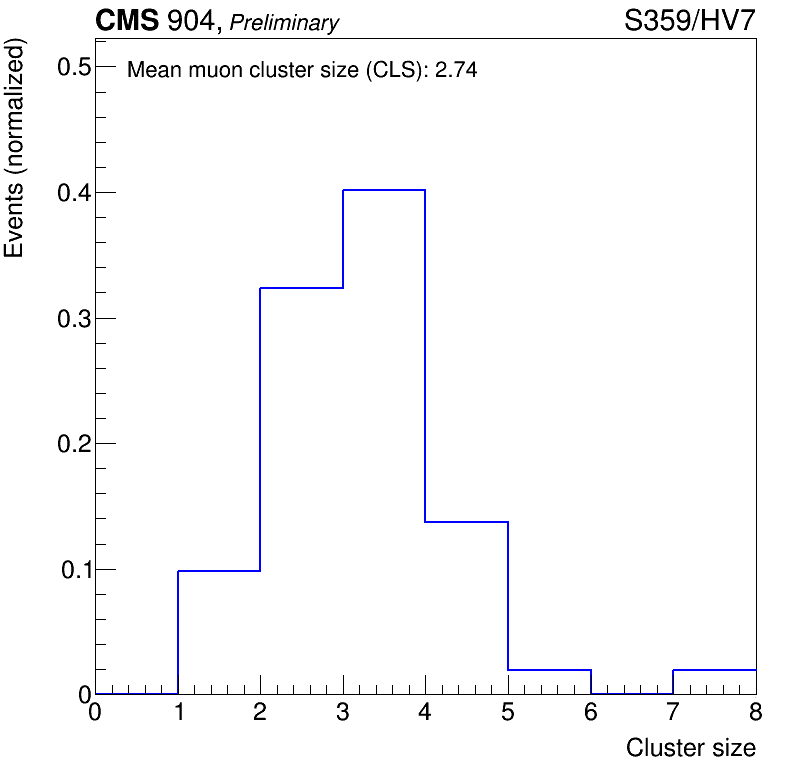 CMS 904, Preliminary S359/HV7
Mean muon cluster size (CLS): 2.74
Events (normalized)
0.5
0.4
0.3
0.2
0.1
0
0 1 2 3 4 5 6 7 8
Cluster size